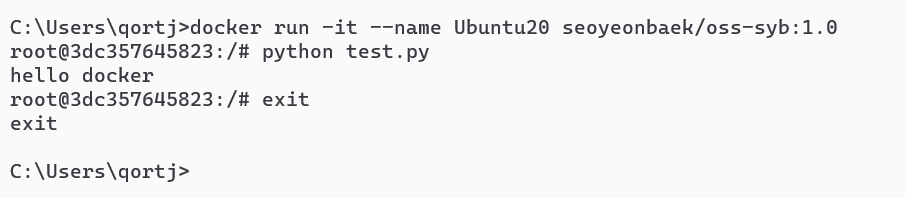 C:\Users\qortj>docker run -it --name Ubuntu20 seoyeonbaek/oss-syb:1.0
root@3dc357645823:/# python test.py
hello docker
root@3dc357645823:/# exit
exit
C:\Users\qortj>